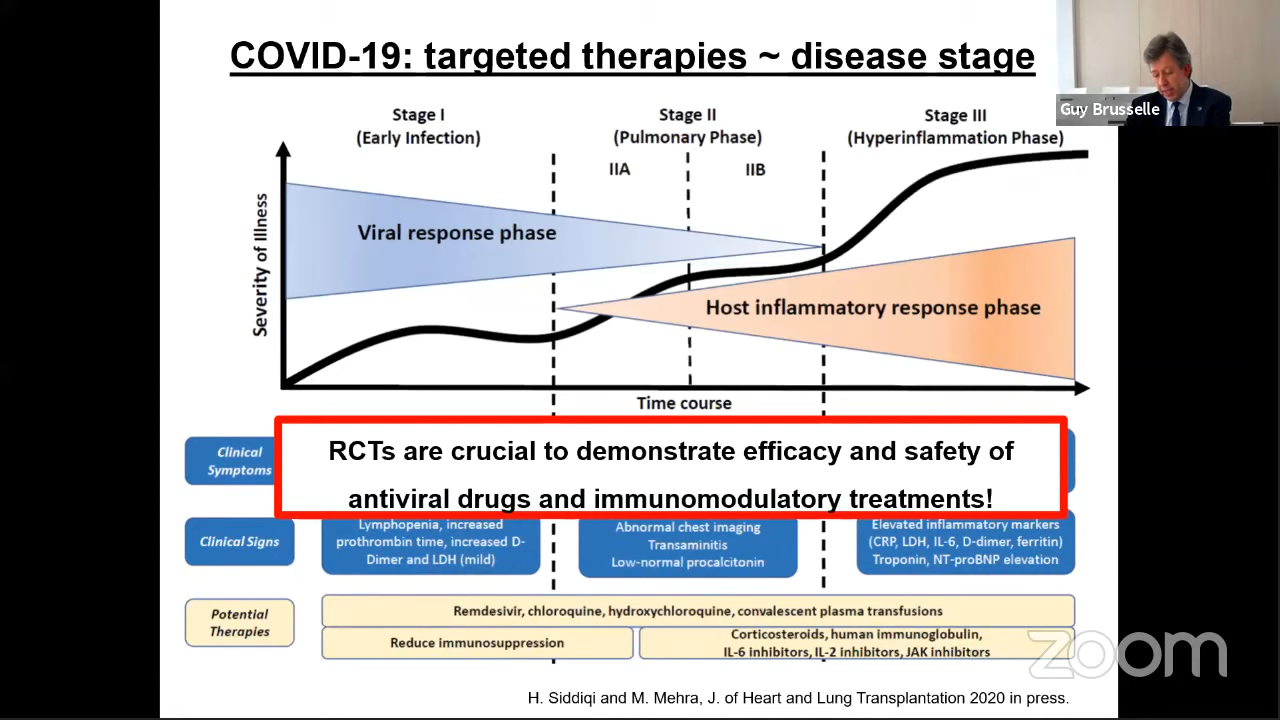 COVID-19: targeted therapies ~ disease stage
Guy Brusselle
Stage I
(Early Infection)
Stage II
(Pulmonary Phase)
Stage III
(Hyperinflammation Phase)
IIA
IIB
Severity of Illness
Viral response phase
Host inflammatory response phase
Time course
Clinical
Symptoms
RCTs are crucial to demonstrate efficacy and safety of
antiviral drugs and immunomodulatory treatments!
Clinical Signs
Lymphopenia, increased
prothrombin time, increased D-
Dimer and LDH (mild)
Abnormal chest imaging
Transaminitis
Low-normal procalcitonin
Elevated inflammatory markers
(CRP, LDH, IL-6, D-dimer, ferritin)
Troponin, NT-proBNP elevation
Potential
Therapies
Remdesivir, chloroquine, hydroxychloroquine, convalescent plasma transfusions
Reduce immunosuppression
Corticosteroids, human immunoglobulin,
IL-6 inhibitors, IL-2 inhibitors, JAK inhibitors
zoom
H. Siddiqi and M. Mehra, J. of Heart and Lung Transplantation 2020 in press.